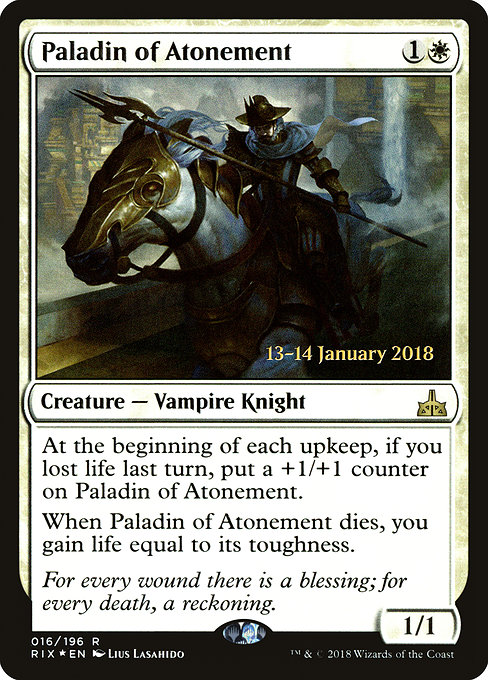 Paladin of Atonement 1
13–14 January 2018
Creature — Vampire Knight
At the beginning of each upkeep, if you
lost life last turn, put a +1/+1 counter
on Paladin of Atonement.
When Paladin of Atonement dies, you
gain life equal to its toughness.
For every wound there is a blessing; for
every death, a reckoning.
1/1
016/196 R
RIX★EN Lius Lasahido
™ & © 2018 Wizards of the Coast